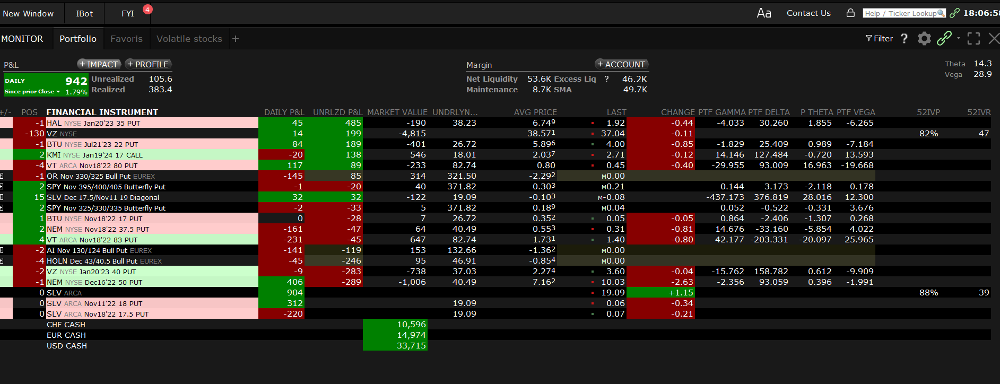 New Window IBot FYI 4 Aa Contact Us Help / Ticker Lookup 18:06:58
MONITOR Portfolio Favoris Volatile stocks + Filter ?
P&L + IMPACT + PROFILE Margin + ACCOUNT Theta 14.3
DAILY 942 Unrealized 105.6 Net Liquidity 53.6K Excess Liq ? 46.2K Vega 28.9
Since prior Close 1.79% Realized 383.4 Maintenance 8.7K SMA 49.7K
+/- POS FINANCIAL INSTRUMENT DAILY P&L UNRLZD P&L MARKET VALUE UNDRLYN... AVG PRICE LAST CHANGE PTF GAMMA PTF DELTA P THETA PTF VEGA 52IVP 52IVR
-1 HAL NYSE Jan20'23 35 PUT 45 485 -190 38.23 6.749 1.92 -0.44 -4.033 30.260 1.855 -6.265
-130 VZ NYSE 14 199 -4,815 38.571 37.04 -0.11 82% 47
-1 BTU NYSE Jul21'23 22 PUT 84 189 -401 26.72 5.896 4.00 -0.85 -1.829 25.409 0.989 -7.184
2 KMI NYSE Jan19'24 17 CALL -20 138 546 18.01 2.037 2.71 -0.12 14.146 127.484 -0.720 13.593
-4 VT ARCA Nov18'22 80 PUT 117 89 -233 82.74 0.80 0.45 -0.40 -29.955 93.009 16.963 -19.668
-1 OR Nov 330/325 Bull Put EUREX -145 85 314 321.50 -2.292 M0.00
2 SPY Nov 395/400/405 Butterfly Put -1 -20 40 371.82 0.303 M0.21 0.144 3.173 -2.118 0.178
15 SLV Dec 17.5/Nov11 19 Diagonal 32 32 -122 19.09 -0.103 M-0.08 -437.173 376.819 28.016 12.300
2 SPY Nov 325/330/335 Butterfly Put -2 -33 5 371.82 0.189 M0.04 0.052 -0.522 -0.331 3.676
1 BTU NYSE Nov18'22 17 PUT 0 -28 7 26.72 0.352 0.05 -0.05 0.864 -2.406 -1.307 0.268
2 NEM NYSE Nov18'22 37.5 PUT -161 -47 64 40.49 0.553 0.31 -0.81 14.676 -33.160 -5.854 4.022
4 VT ARCA Nov18'22 83 PUT -231 -45 647 82.74 1.731 1.40 -0.80 42.177 -203.331 -20.097 25.965
-2 AI Nov 130/124 Bull Put EUREX -141 -119 153 132.66 -1.362 M0.00
-4 HOLN Dec 43/40.5 Bull Put EUREX -45 -246 95 46.91 -0.854 M0.00
-2 VZ NYSE Jan20'23 40 PUT -9 -283 -738 37.03 2.274 3.60 -0.04 -15.762 158.782 0.612 -9.909
-1 NEM NYSE Dec16'22 50 PUT 406 -289 -1,006 40.49 7.162 10.03 -2.63 -2.356 93.059 0.396 -1.991
0 SLV ARCA 904 19.09 +1.15 88% 39
0 SLV ARCA Nov11'22 18 PUT 312 19.09 0.06 -0.34
0 SLV ARCA Nov18'22 17.5 PUT -220 19.09 0.07 -0.21
CHF CASH 10,596
EUR CASH 14,974
USD CASH 33,715